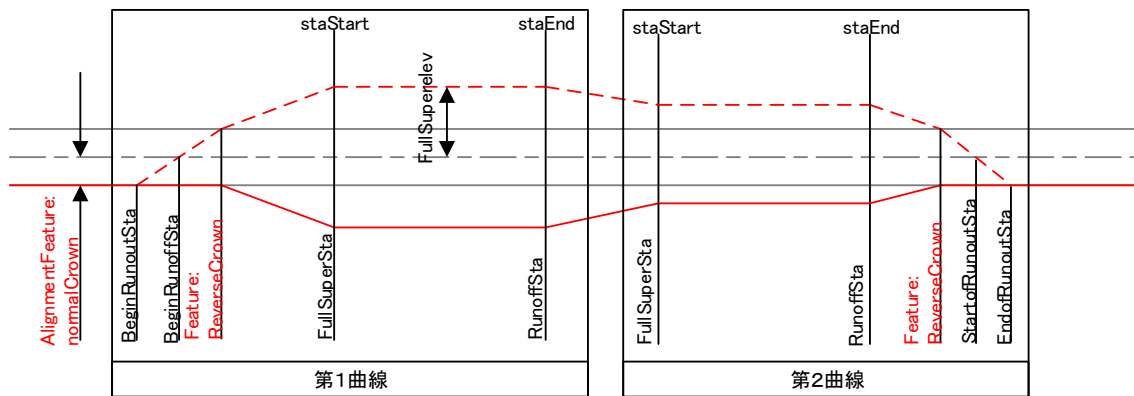 staStart
staEnd
staStart
staEnd
FullSuperelev
AlignmentFeature:
normalCrown
BeginRunoutSta
BeginRunoffSta
Feature:
ReverseCrown
FullSuperSta
RunoffSta
FullSuperSta
RunoffSta
Feature:
ReverseCrown
StartofRunoutSta
EndofRunoutSta
第1曲線
第2曲線